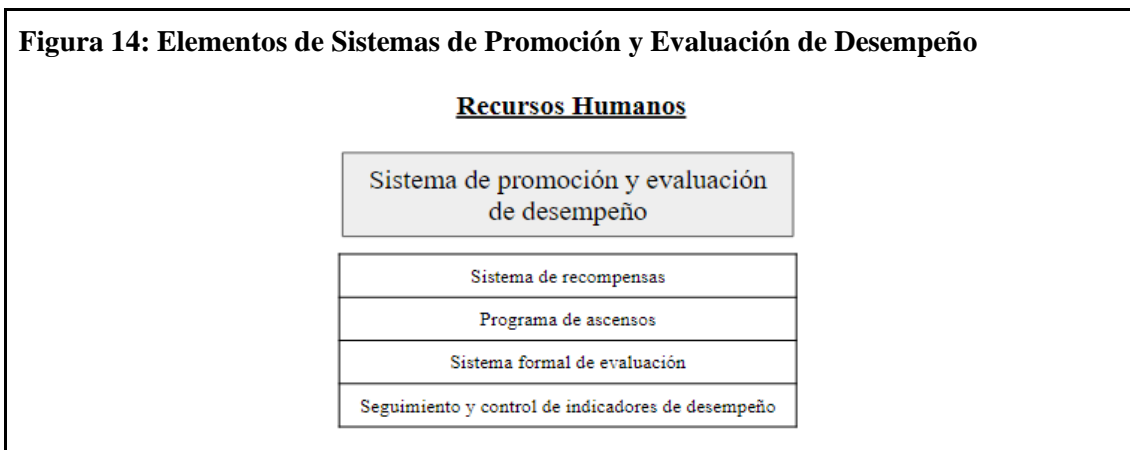 Figura 14: Elementos de Sistemas de Promoción y Evaluación de Desempeño
Recursos Humanos
Sistema de promoción y evaluación
de desempeño
Sistema de recompensas
Programa de ascensos
Sistema formal de evaluación
Seguimiento y control de indicadores de desempeño